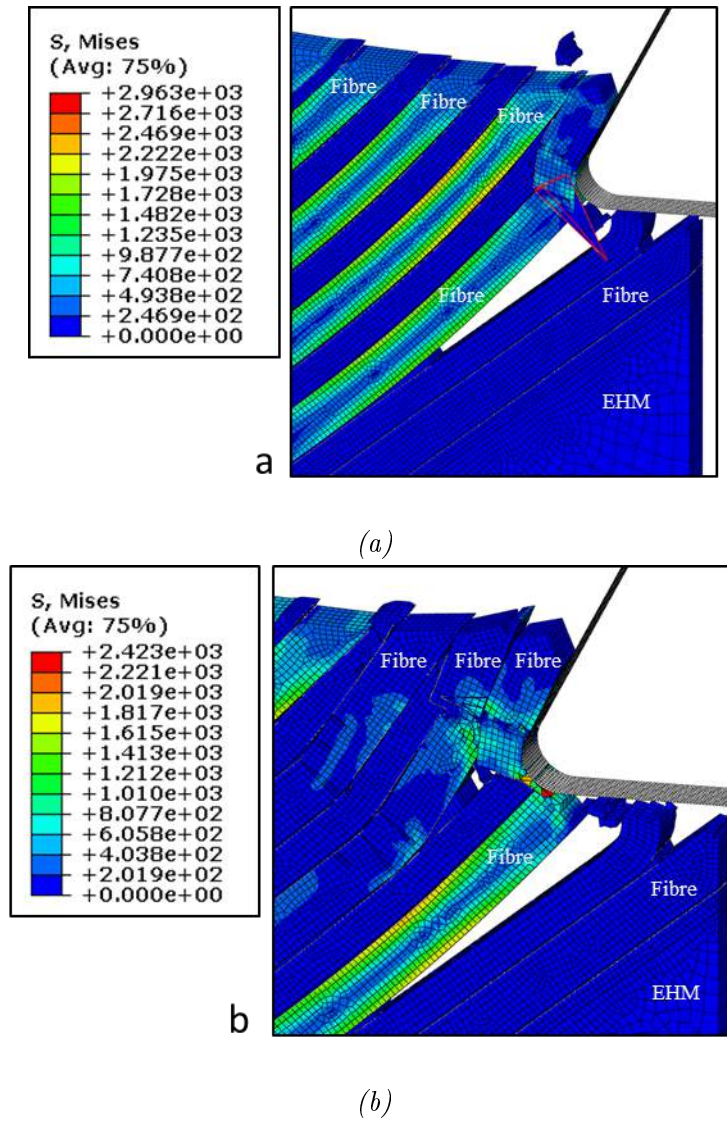 S, Mises
(Avg: 75%)
+2.963e+03
+2.716e+03
+2.469e+03
+2.222e+03
+1.975e+03
+1.728e+03
+1.482e+03
+1.235e+03
+9.877e+02
+7.408e+02
+4.938e+02
+2.469e+02
+0.000e+00
Fibre
Fibre
Fibre
Fibre
Fibre
EHM
a
(a)
S, Mises
(Avg: 75%)
+2.423e+03
+2.221e+03
+2.019e+03
+1.817e+03
+1.615e+03
+1.413e+03
+1.212e+03
+1.010e+03
+8.077e+02
+6.058e+02
+4.038e+02
+2.019e+02
+0.000e+00
Fibre
Fibre
Fibre
Fibre
Fibre
EHM
b
(b)